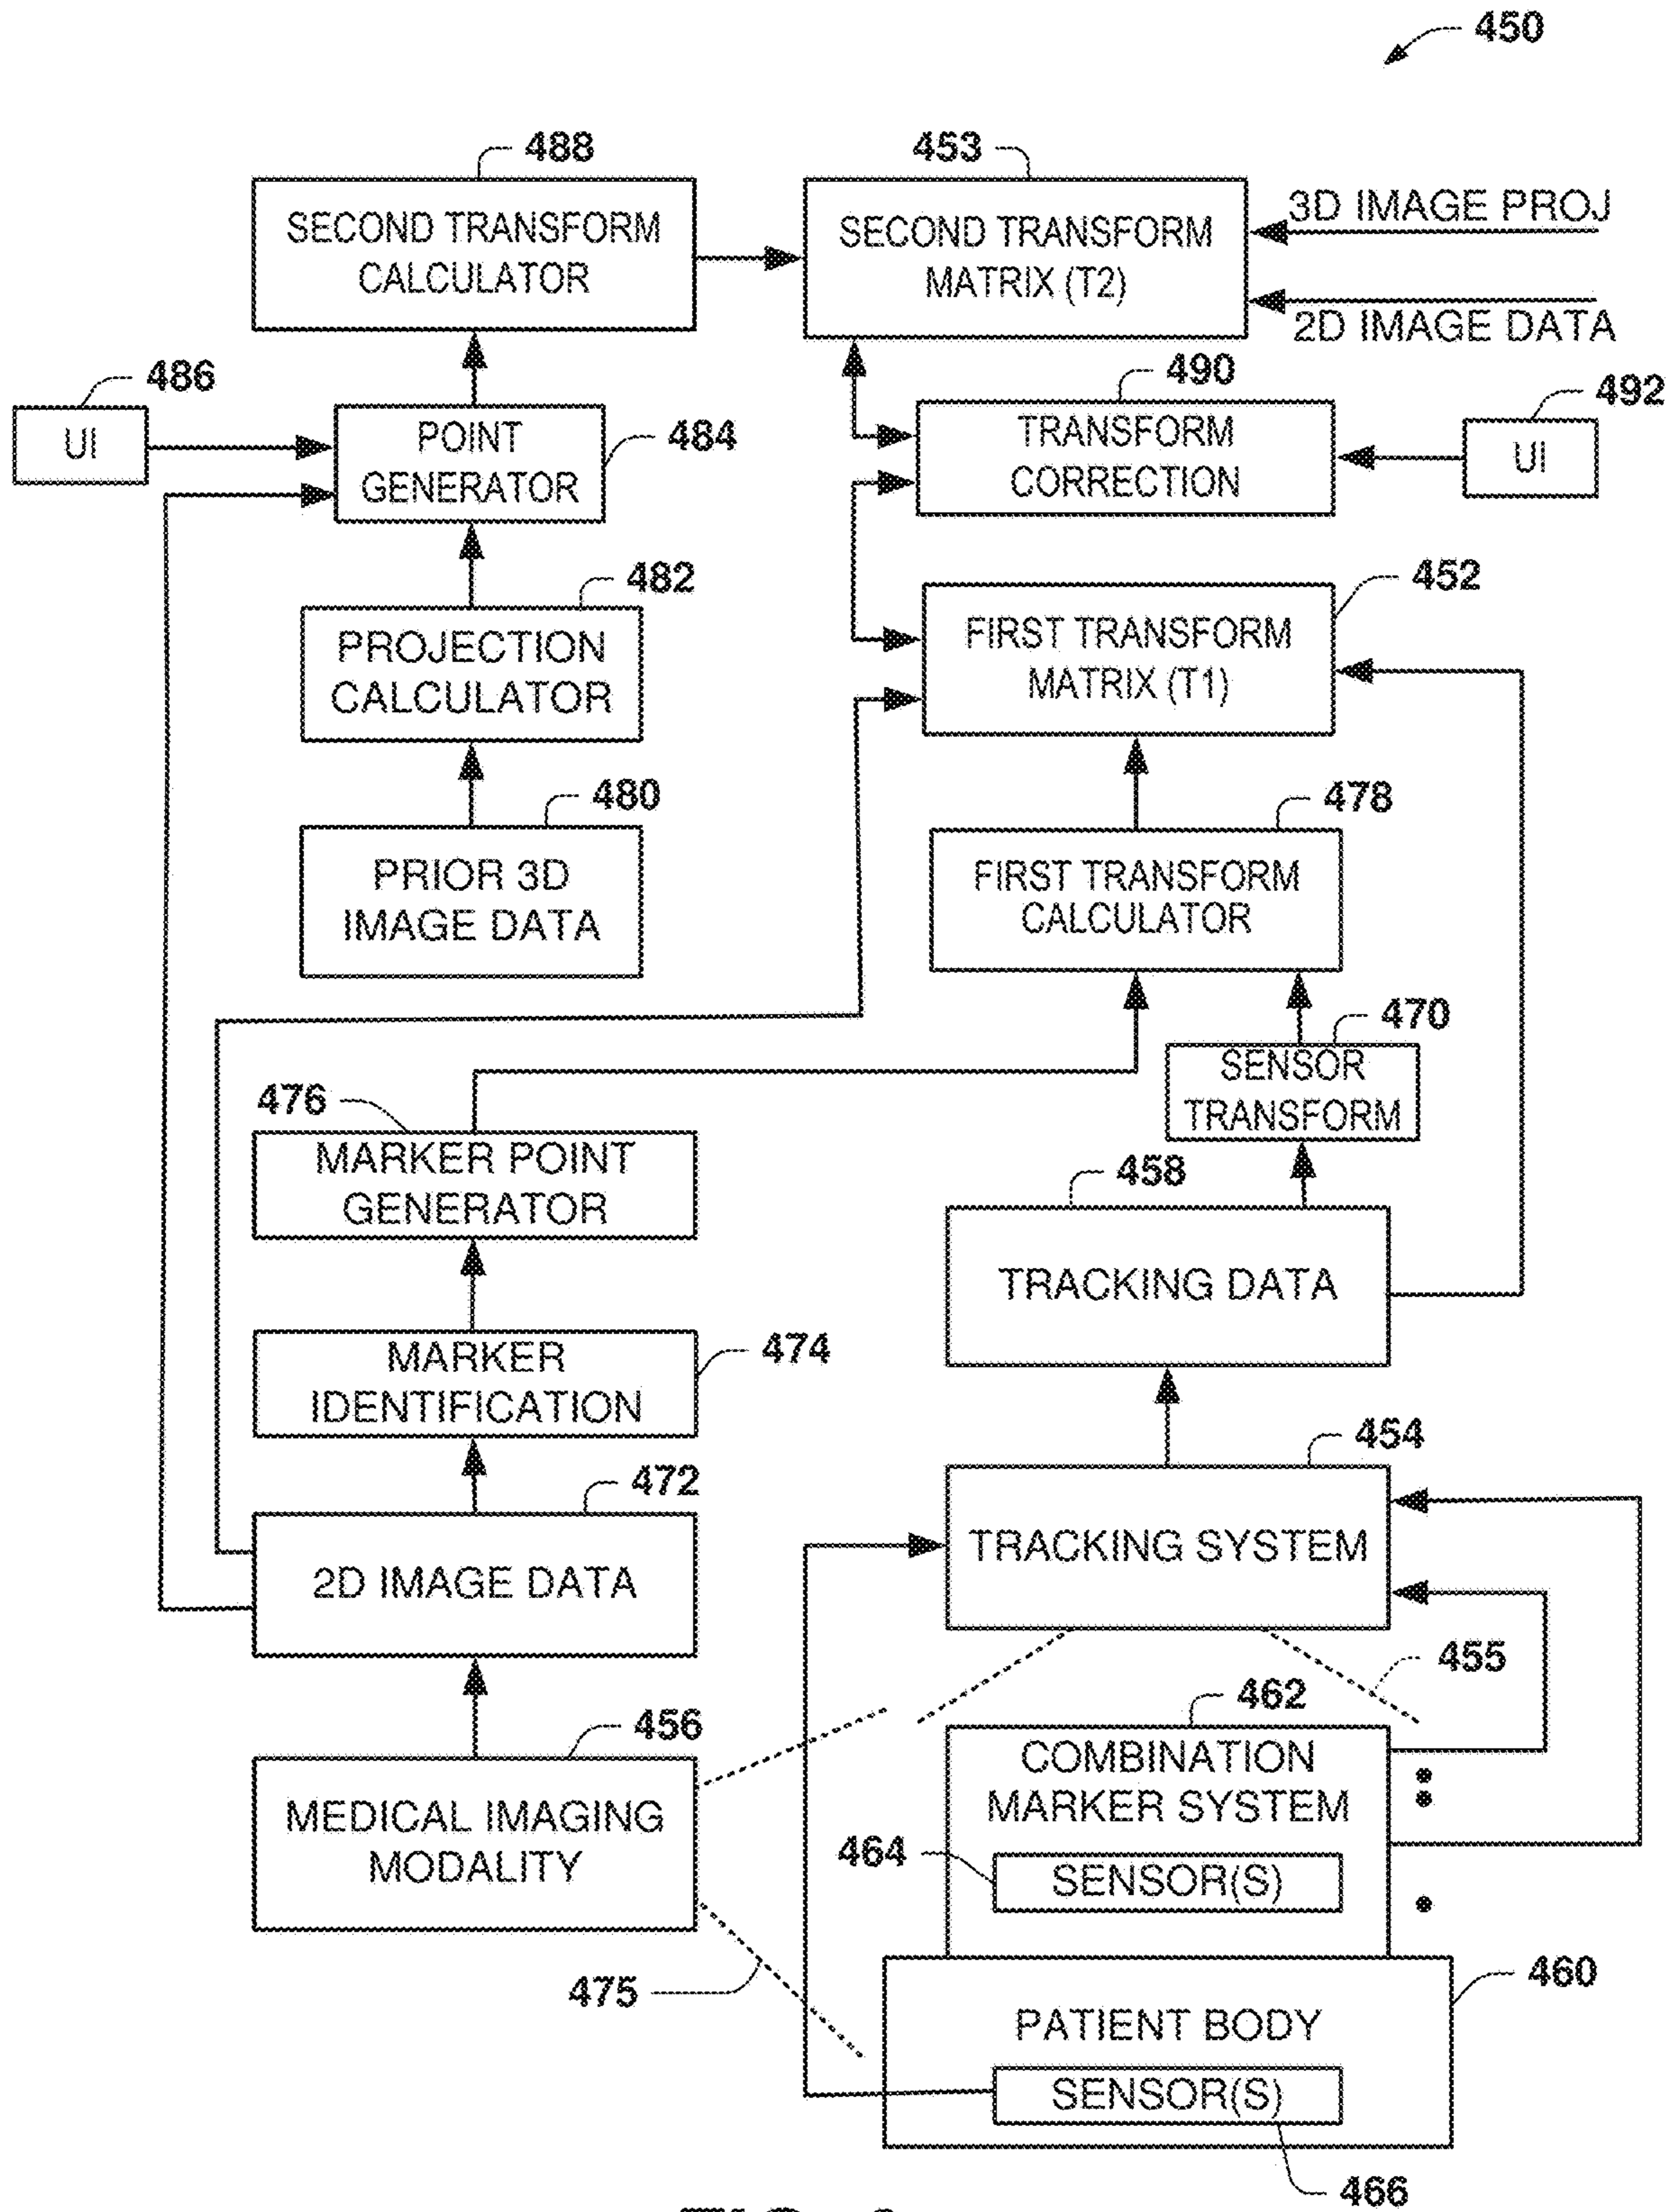 450
488
453
SECOND TRANSFORM
CALCULATOR
SECOND TRANSFORM
MATRIX (T2)
3D IMAGE PROJ
2D IMAGE DATA
486
UI
POINT
GENERATOR
484
490
TRANSFORM
CORRECTION
492
UI
482
PROJECTION
CALCULATOR
452
FIRST TRANSFORM
MATRIX (T1)
480
PRIOR 3D
IMAGE DATA
478
FIRST TRANSFORM
CALCULATOR
470
SENSOR
TRANSFORM
476
MARKER POINT
GENERATOR
458
TRACKING DATA
MARKER
IDENTIFICATION
474
454
TRACKING SYSTEM
472
2D IMAGE DATA
455
456
MEDICAL IMAGING
MODALITY
462
COMBINATION
MARKER SYSTEM
464
SENSOR(S)
475
460
PATIENT BODY
SENSOR(S)
466